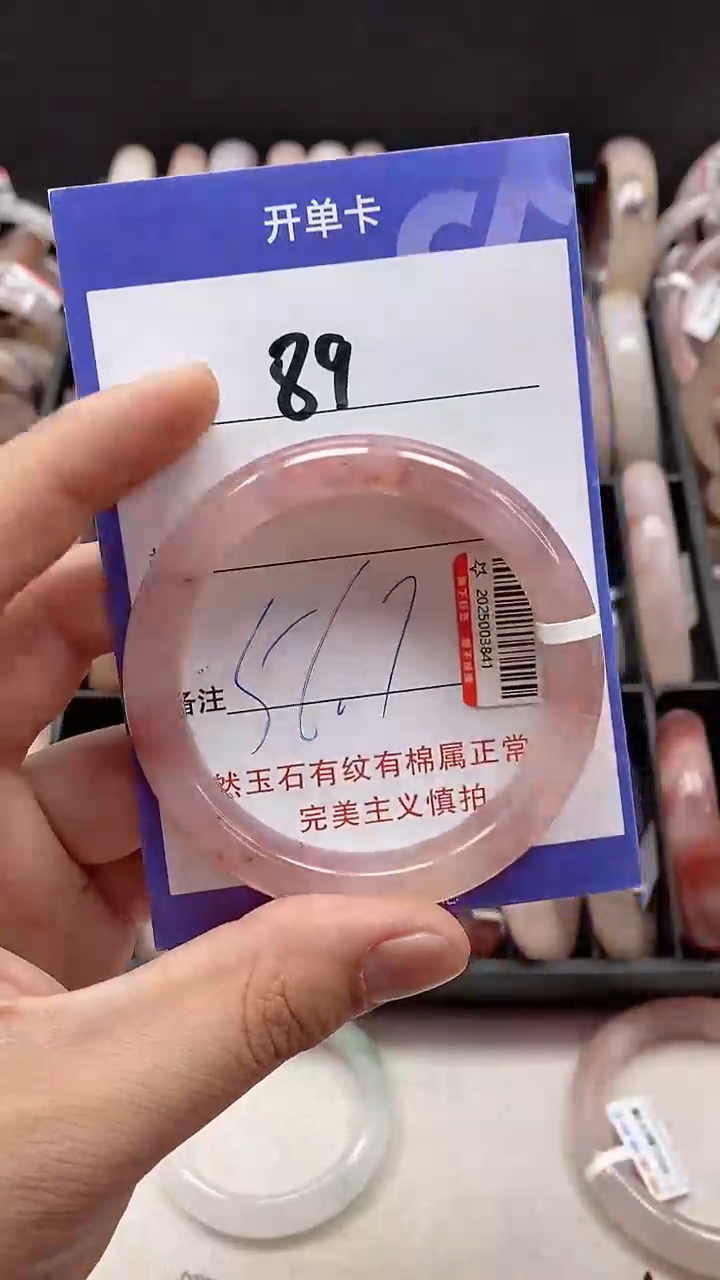 开单卡
89
☆ 2025003841
56.7
备注
然玉石有纹有棉属正常
完美主义慎拍